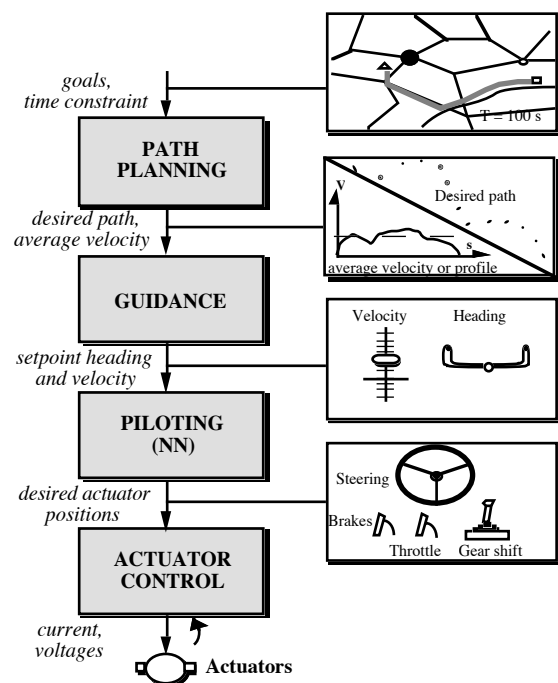 goals,
time constraint
T = 100 s
PATH
PLANNING
desired path,
average velocity
V
Desired path
s
average velocity or profile
GUIDANCE
setpoint heading
and velocity
Velocity
Heading
PILOTING
(NN)
desired actuator
positions
Steering
Brakes
Throttle
Gear shift
ACTUATOR
CONTROL
current,
voltages
Actuators